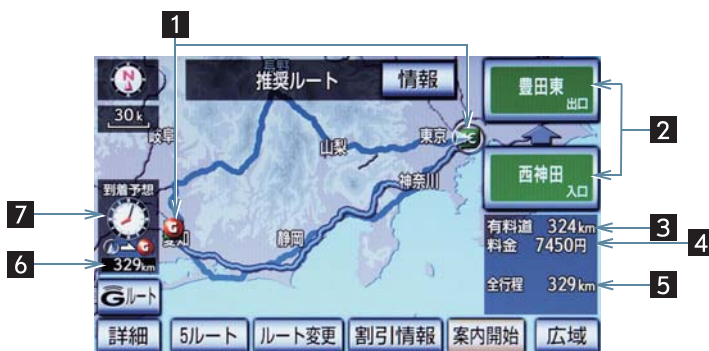 1
長野
推奨ルート
情報
豊田東
出口
30k
岐阜
山梨
東京
2
西神田
入口
神奈川
到着予想
7
G
愛知
静岡
有料道 324km
3
料金 7450円
4
6
329km
全行程 329km
5
Gルート
詳細
5ルート
ルート変更
割引情報
案内開始
広域